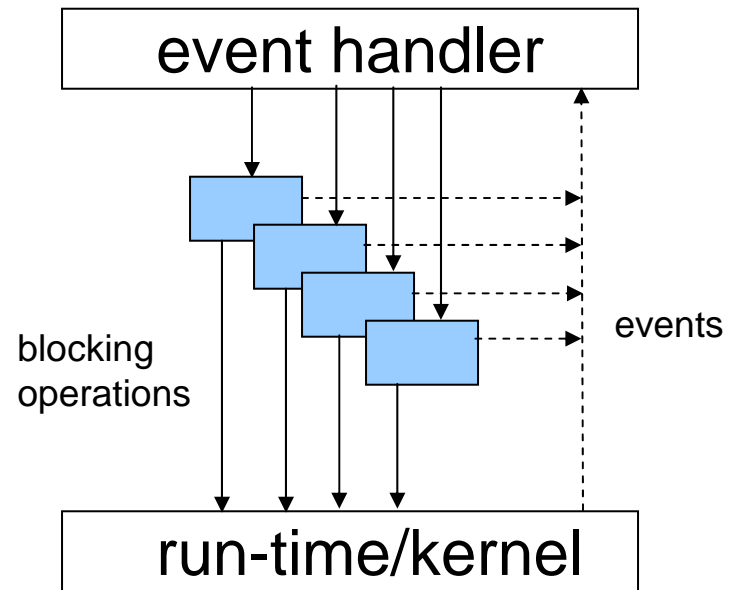 event handler
blocking
operations
events
run-time/kernel